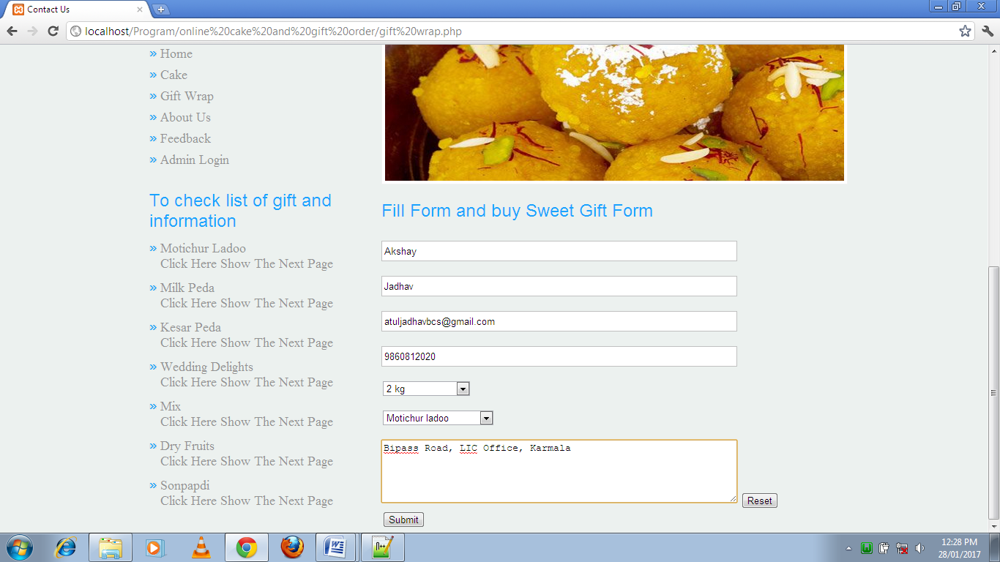 Contact Us
localhost/Program/online%20cake%20and%20gift%20order/gift%20wrap.php
» Home
» Cake
» Gift Wrap
» About Us
» Feedback
» Admin Login
To check list of gift and
information
» Motichur Ladoo
Click Here Show The Next Page
» Milk Peda
Click Here Show The Next Page
» Kesar Peda
Click Here Show The Next Page
» Wedding Delights
Click Here Show The Next Page
» Mix
Click Here Show The Next Page
» Dry Fruits
Click Here Show The Next Page
» Sonpapdi
Click Here Show The Next Page
Fill Form and buy Sweet Gift Form
Akshay
Jadhav
atuljadhavbcs@gmail.com
9860812020
2 kg
Motichur ladoo
Bipass Road, LIC Office, Karmala
Reset
Submit
12:28 PM
28/01/2017